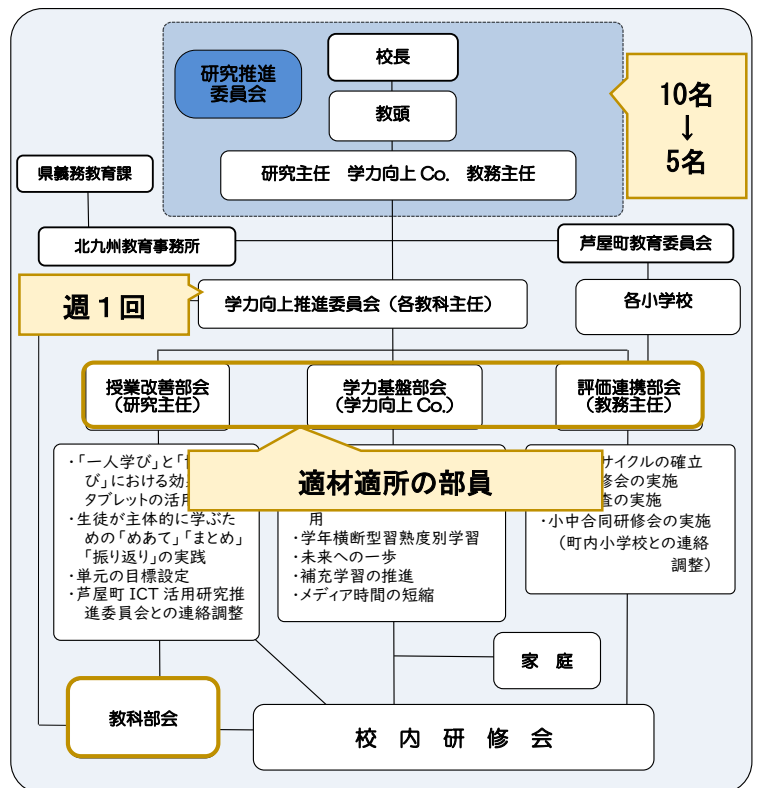 研究推進
委員会
校長
教頭
研究主任 学力向上 Co. 教務主任
10名
↓
5名
県義務教育課
北九州教育事務所
芦屋町教育委員会
週1回
学力向上推進委員会(各教科主任)
各小学校
授業改善部会
(研究主任)
学力基盤部会
(学力向上 Co.)
評価連携部会
(教務主任)
適材適所の部員
・「一人学び」と「
び」における効
タブレットの活用
・生徒が主体的に学ぶた
めの「めあて」「まとめ」
「振り返り」の実践
・単元の目標設定
・芦屋町 ICT 活用研究推
進委員会との連絡調整
用
・学年横断型習熟度別学習
・未来への一歩
・補充学習の推進
・メディア時間の短縮
サイクルの確立
修会の実施
査の実施
・小中合同研修会の実施
(町内小学校との連絡
調整)
家 庭
教科部会
校 内 研 修 会